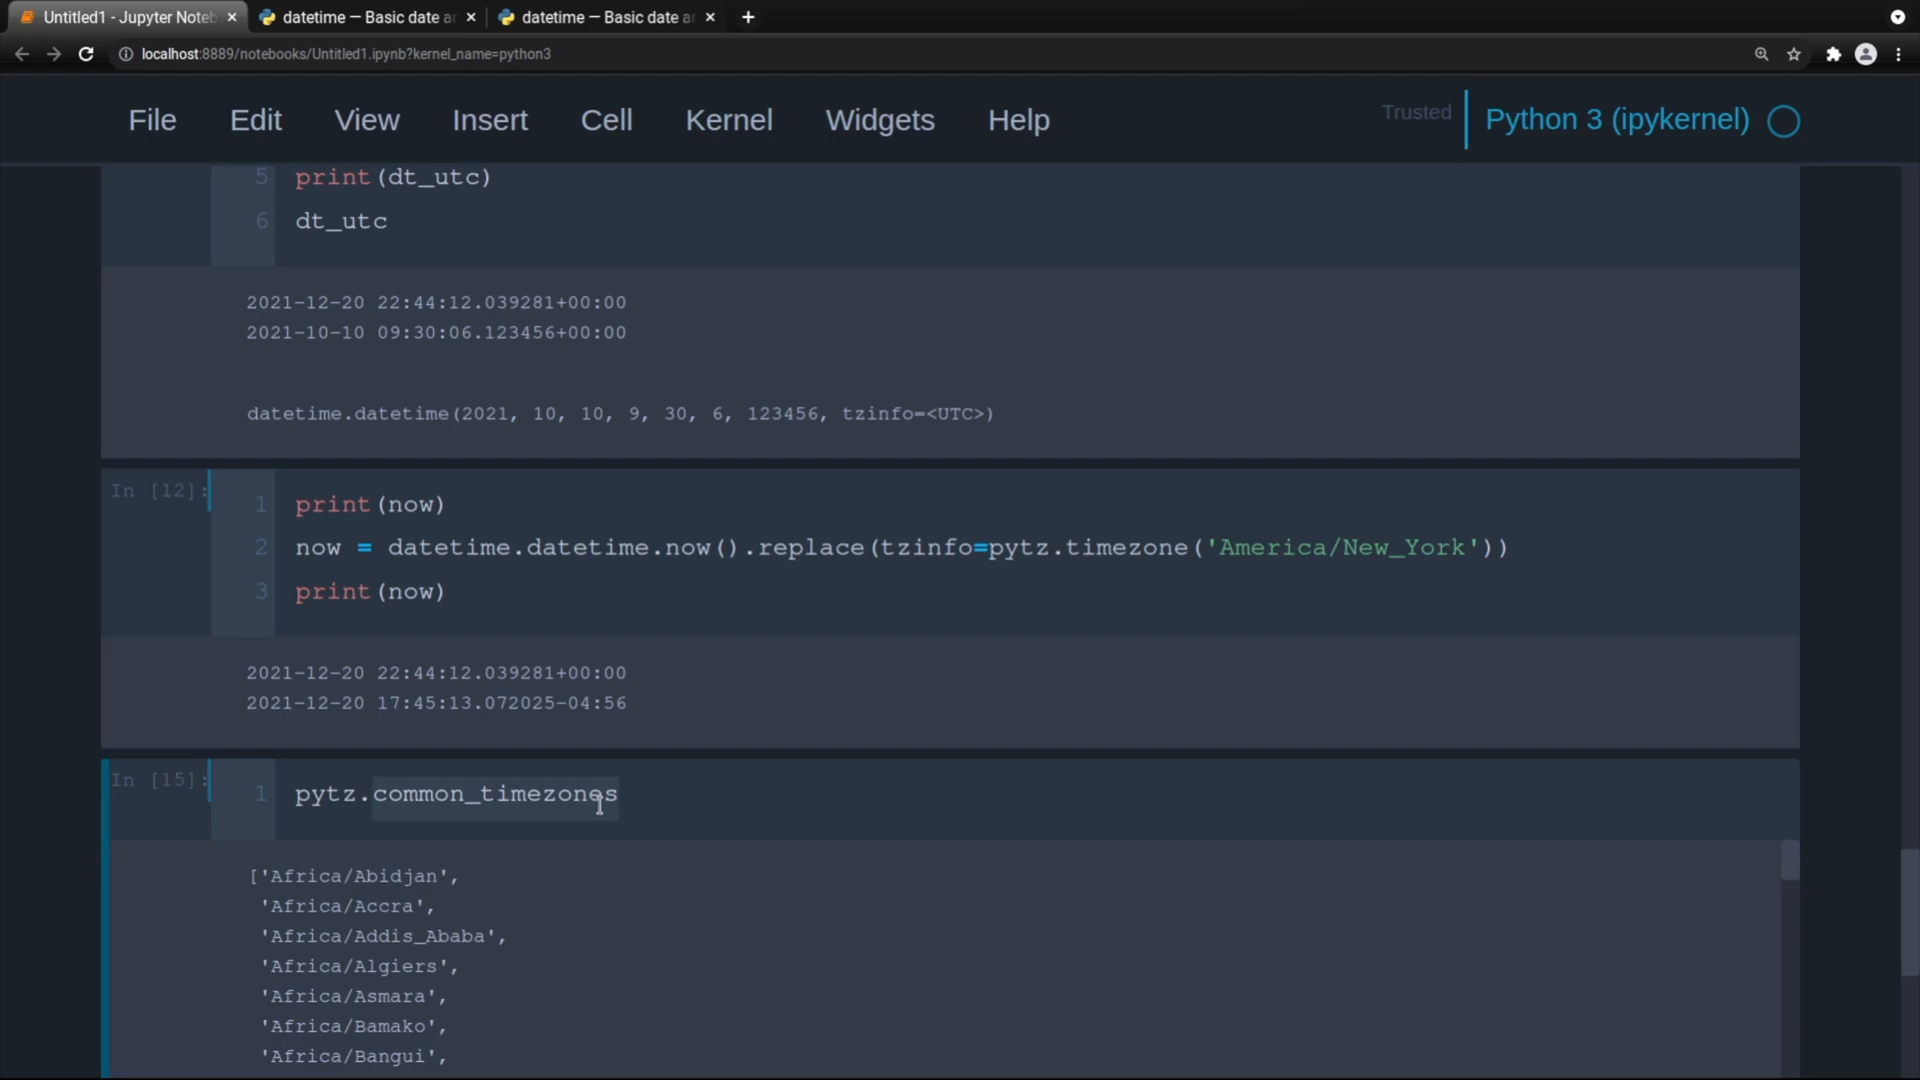 Untitled1 - Jupyter Noteb
datetime — Basic date a
datetime — Basic date a
localhost:8889/notebooks/Untitled1.ipynb?kernel_name=python3
File Edit View Insert Cell Kernel Widgets Help Trusted Python 3 (ipykernel)
5 print(dt_utc)
6 dt_utc
2021-12-20 22:44:12.039281+00:00
2021-10-10 09:30:06.123456+00:00
datetime.datetime(2021, 10, 10, 9, 30, 6, 123456, tzinfo=<UTC>)
In [12]:
1 print(now)
2 now = datetime.datetime.now().replace(tzinfo=pytz.timezone('America/New_York'))
3 print(now)
2021-12-20 22:44:12.039281+00:00
2021-12-20 17:45:13.072025-04:56
In [15]:
1 pytz.common_timezones
['Africa/Abidjan',
'Africa/Accra',
'Africa/Addis_Ababa',
'Africa/Algiers',
'Africa/Asmara',
'Africa/Bamako',
'Africa/Bangui',